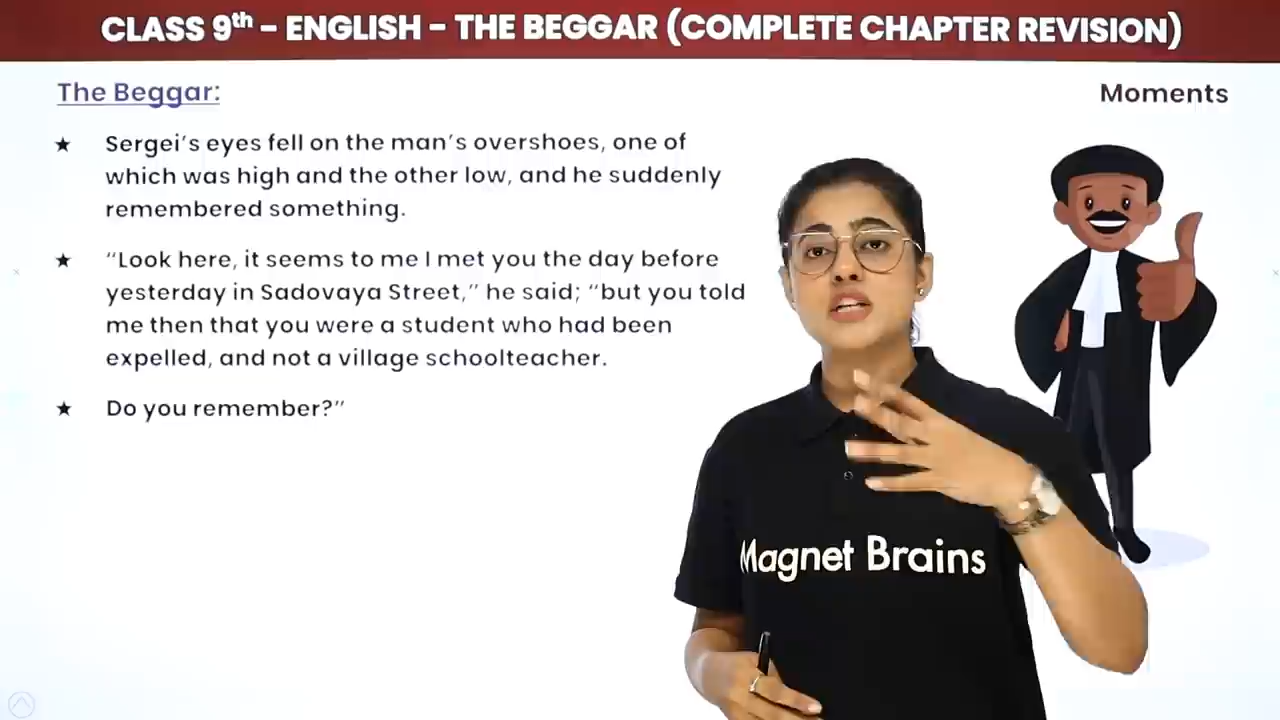 CLASS 9th – ENGLISH – THE BEGGAR (COMPLETE CHAPTER REVISION)
The Beggar:
Moments
★ Sergei's eyes fell on the man's overshoes, one of
which was high and the other low, and he suddenly
remembered something.
★ "Look here, it seems to me I met you the day before
yesterday in Sadovaya Street," he said; "but you told
me then that you were a student who had been
expelled, and not a village schoolteacher.
★ Do you remember?"
Magnet Brains